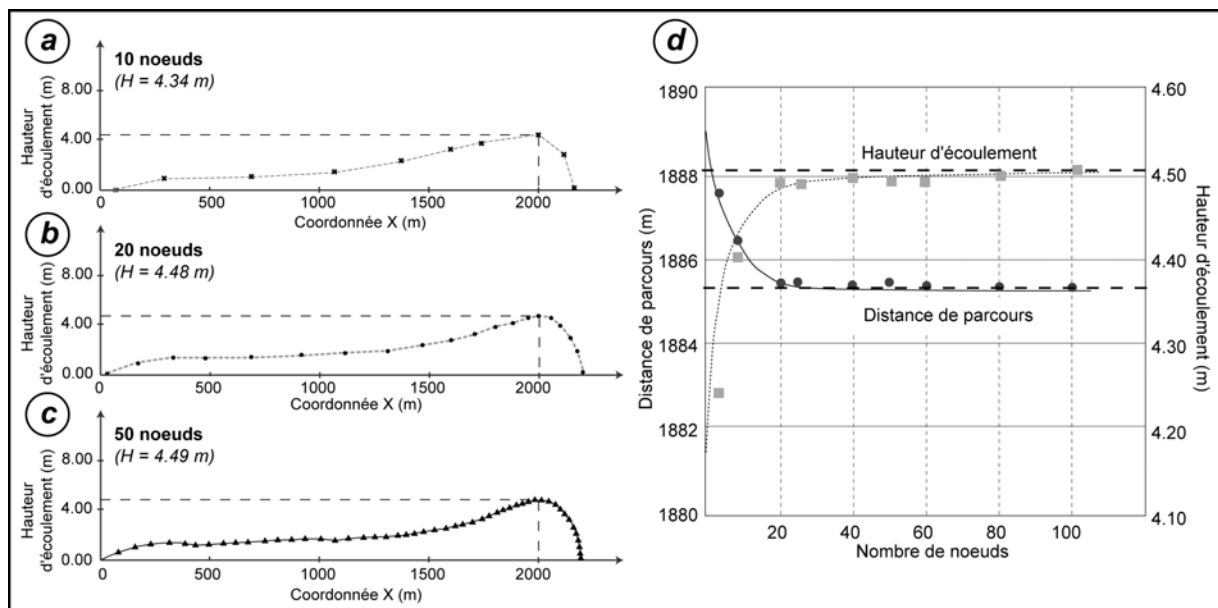 a
10 noeuds
(H = 4.34 m)
Hauteur
d'écoulement (m)
8.00
4.00
0.00
0
500
1000
1500
2000
Coordonnée X (m)
b
20 noeuds
(H = 4.48 m)
Hauteur
d'écoulement (m)
8.00
4.00
0.00
0
500
1000
1500
2000
Coordonnée X (m)
c
50 noeuds
(H = 4.49 m)
Hauteur
d'écoulement (m)
8.00
4.00
0.00
0
500
1000
1500
2000
Coordonnée X (m)
d
Distance de parcours (m)
1890
1888
1886
1884
1882
1880
Hauteur d'écoulement
Distance de parcours
20
40
60
80
100
Nombre de noeuds
4.60
4.50
4.40
4.30
4.20
4.10
Hauteur d'écoulement
(m)